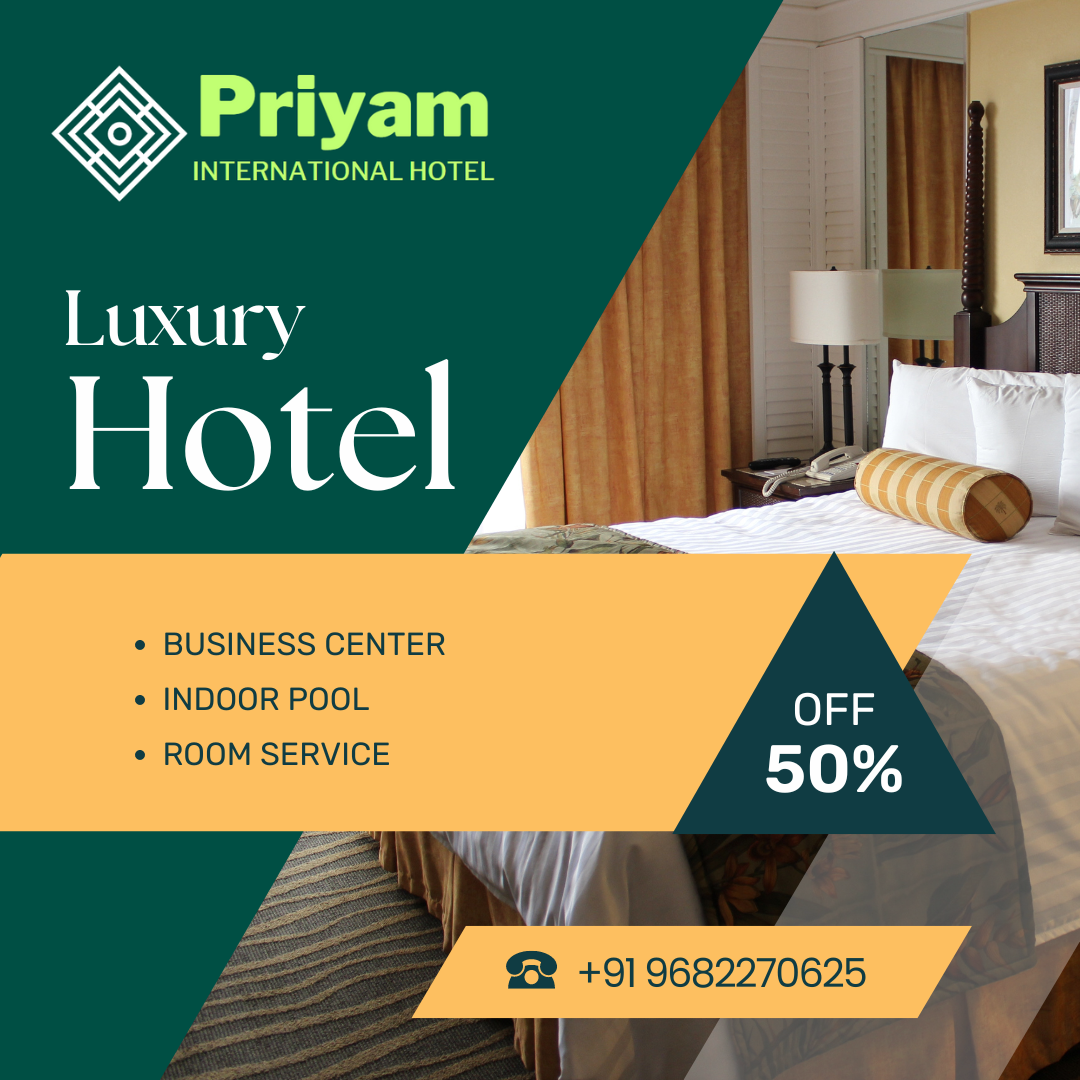 Priyam
INTERNATIONAL HOTEL
Luxury
Hotel
• BUSINESS CENTER
• INDOOR POOL
• ROOM SERVICE
OFF
50%
+91 9682270625